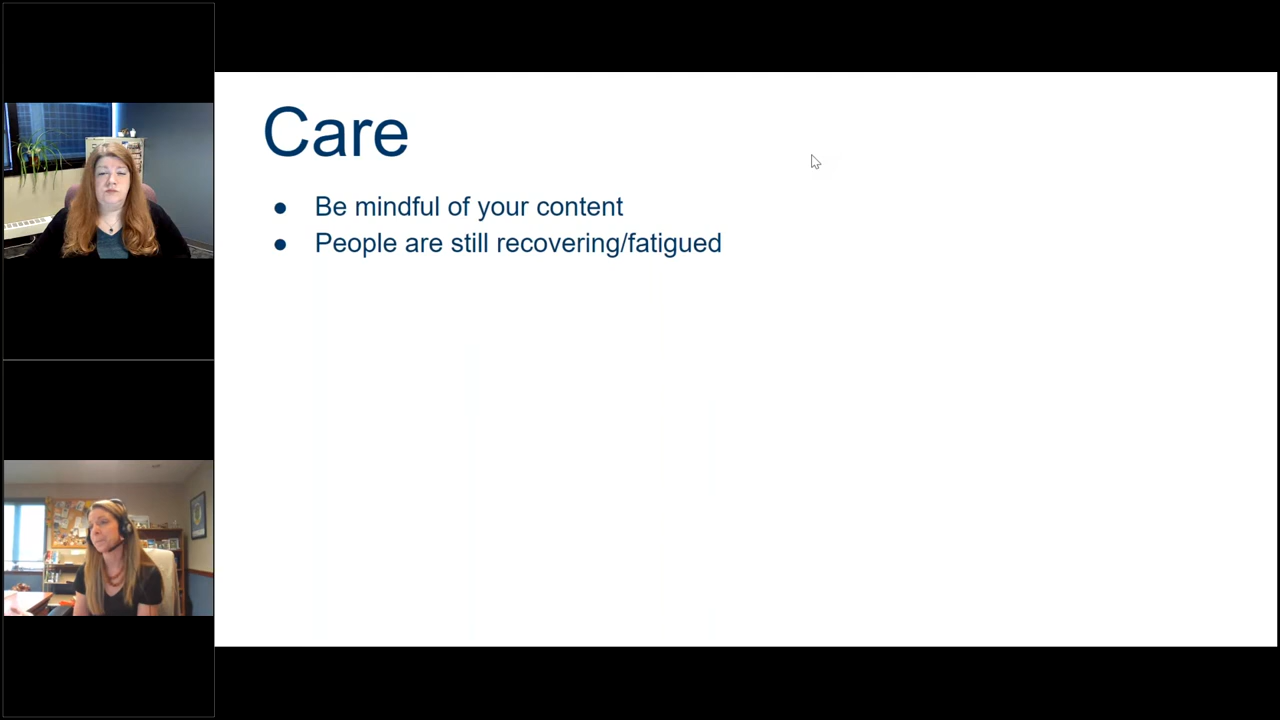 Care
● Be mindful of your content
● People are still recovering/fatigued